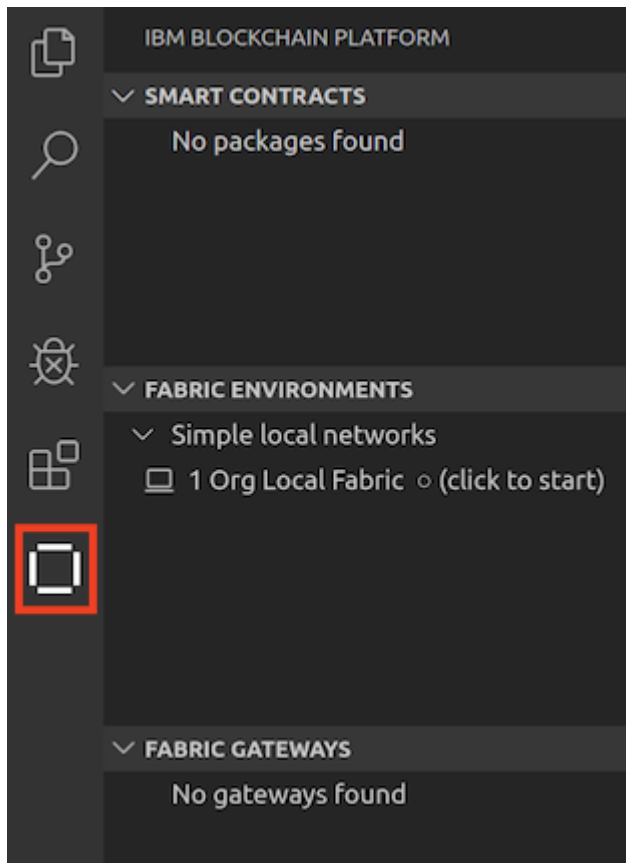 IBM BLOCKCHAIN PLATFORM
SMART CONTRACTS
No packages found
FABRIC ENVIRONMENTS
Simple local networks
1 Org Local Fabric ○ (click to start)
FABRIC GATEWAYS
No gateways found